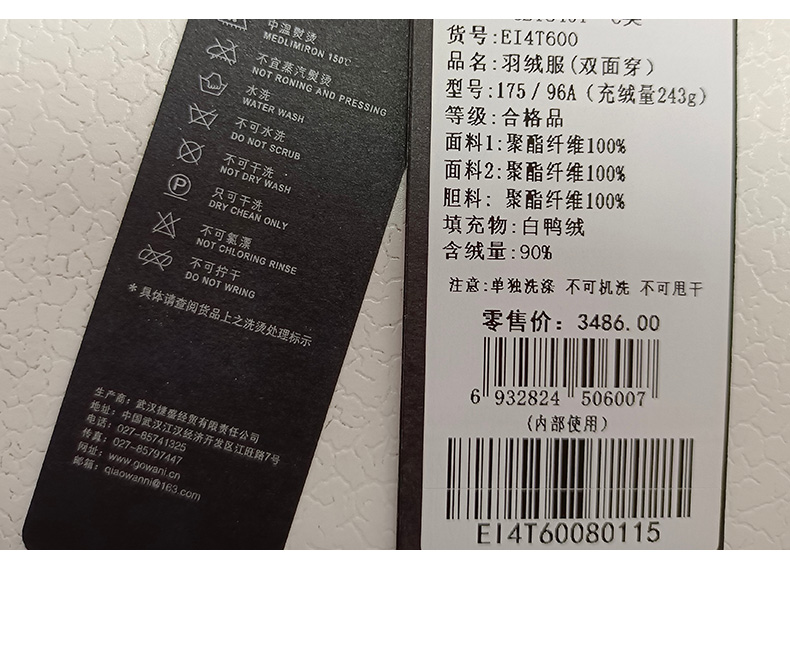 中温熨烫
MEDLIMIRON 150℃
不宜蒸汽熨烫
NOT RONING AND PRESSING
水洗
WATER WASH
不可水洗
DO NOT SCRUB
不可干洗
NOT DRY WASH
只可干洗
DRY CHEAN ONLY
不可氯漂
NOT CHLORING RINSE
不可拧干
DO NOT WRING
*具体请查阅货品上之洗烫处理标示
生产商:武汉捷盛经贸有限责任公司
地址:中国武汉江汉经济开发区江旺路7号
电话:027-85741325
传真:027-85797447
网址:www.gowani.cn
邮箱:qiaowanni@163.com
货号:EI4T600
品名:羽绒服(双面穿)
型号:175/96A(充绒量243g)
等级:合格品
面料1:聚酯纤维100%
面料2:聚酯纤维100%
胆料: 聚酯纤维100%
填充物:白鸭绒
含绒量:90%
注意:单独洗涤 不可机洗 不可甩干
零售价: 3486.00
6 932824 506007
(内部使用)
EI4T60080115